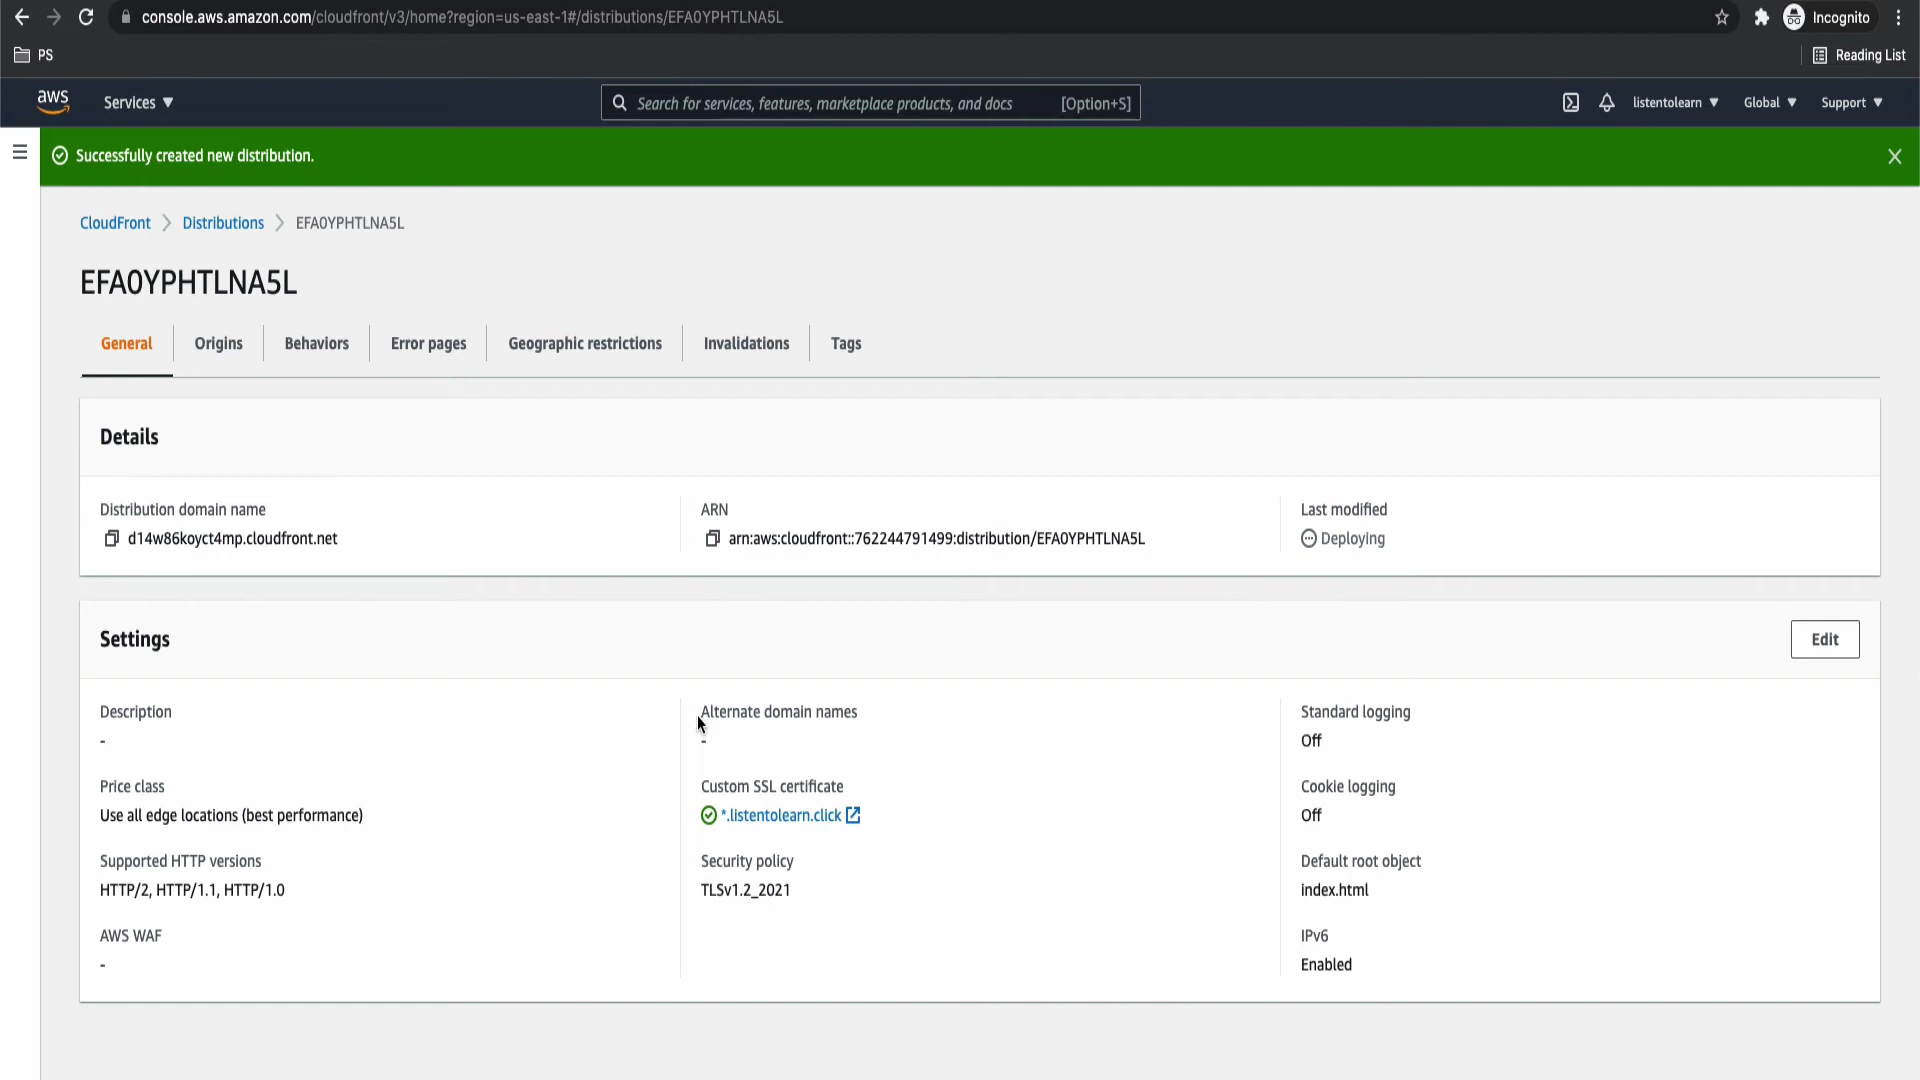 console.aws.amazon.com/cloudfront/v3/home?region=us-east-1#/distributions/EFA0YPHTLNA5L
Incognito
PS
Reading List
aws
Services ▼
Search for services, features, marketplace products, and docs
[Option+S]
listentolearn ▼
Global ▼
Support ▼
Successfully created new distribution.
CloudFront
Distributions
EFA0YPHTLNA5L
EFA0YPHTLNA5L
General
Origins
Behaviors
Error pages
Geographic restrictions
Invalidations
Tags
Details
Distribution domain name
d14w86koyct4mp.cloudfront.net
ARN
arn:aws:cloudfront::762244791499:distribution/EFA0YPHTLNA5L
Last modified
Deploying
Settings
Edit
Description
-
Price class
Use all edge locations (best performance)
Supported HTTP versions
HTTP/2, HTTP/1.1, HTTP/1.0
AWS WAF
-
Alternate domain names
-
Custom SSL certificate
*.listentolearn.click
Security policy
TLSv1.2_2021
Standard logging
Off
Cookie logging
Off
Default root object
index.html
IPv6
Enabled